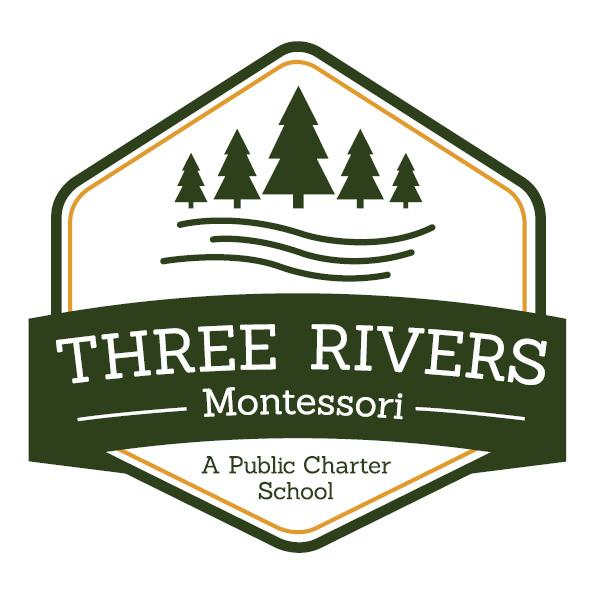 THREE RIVERS
Montessori
A Public Charter
School